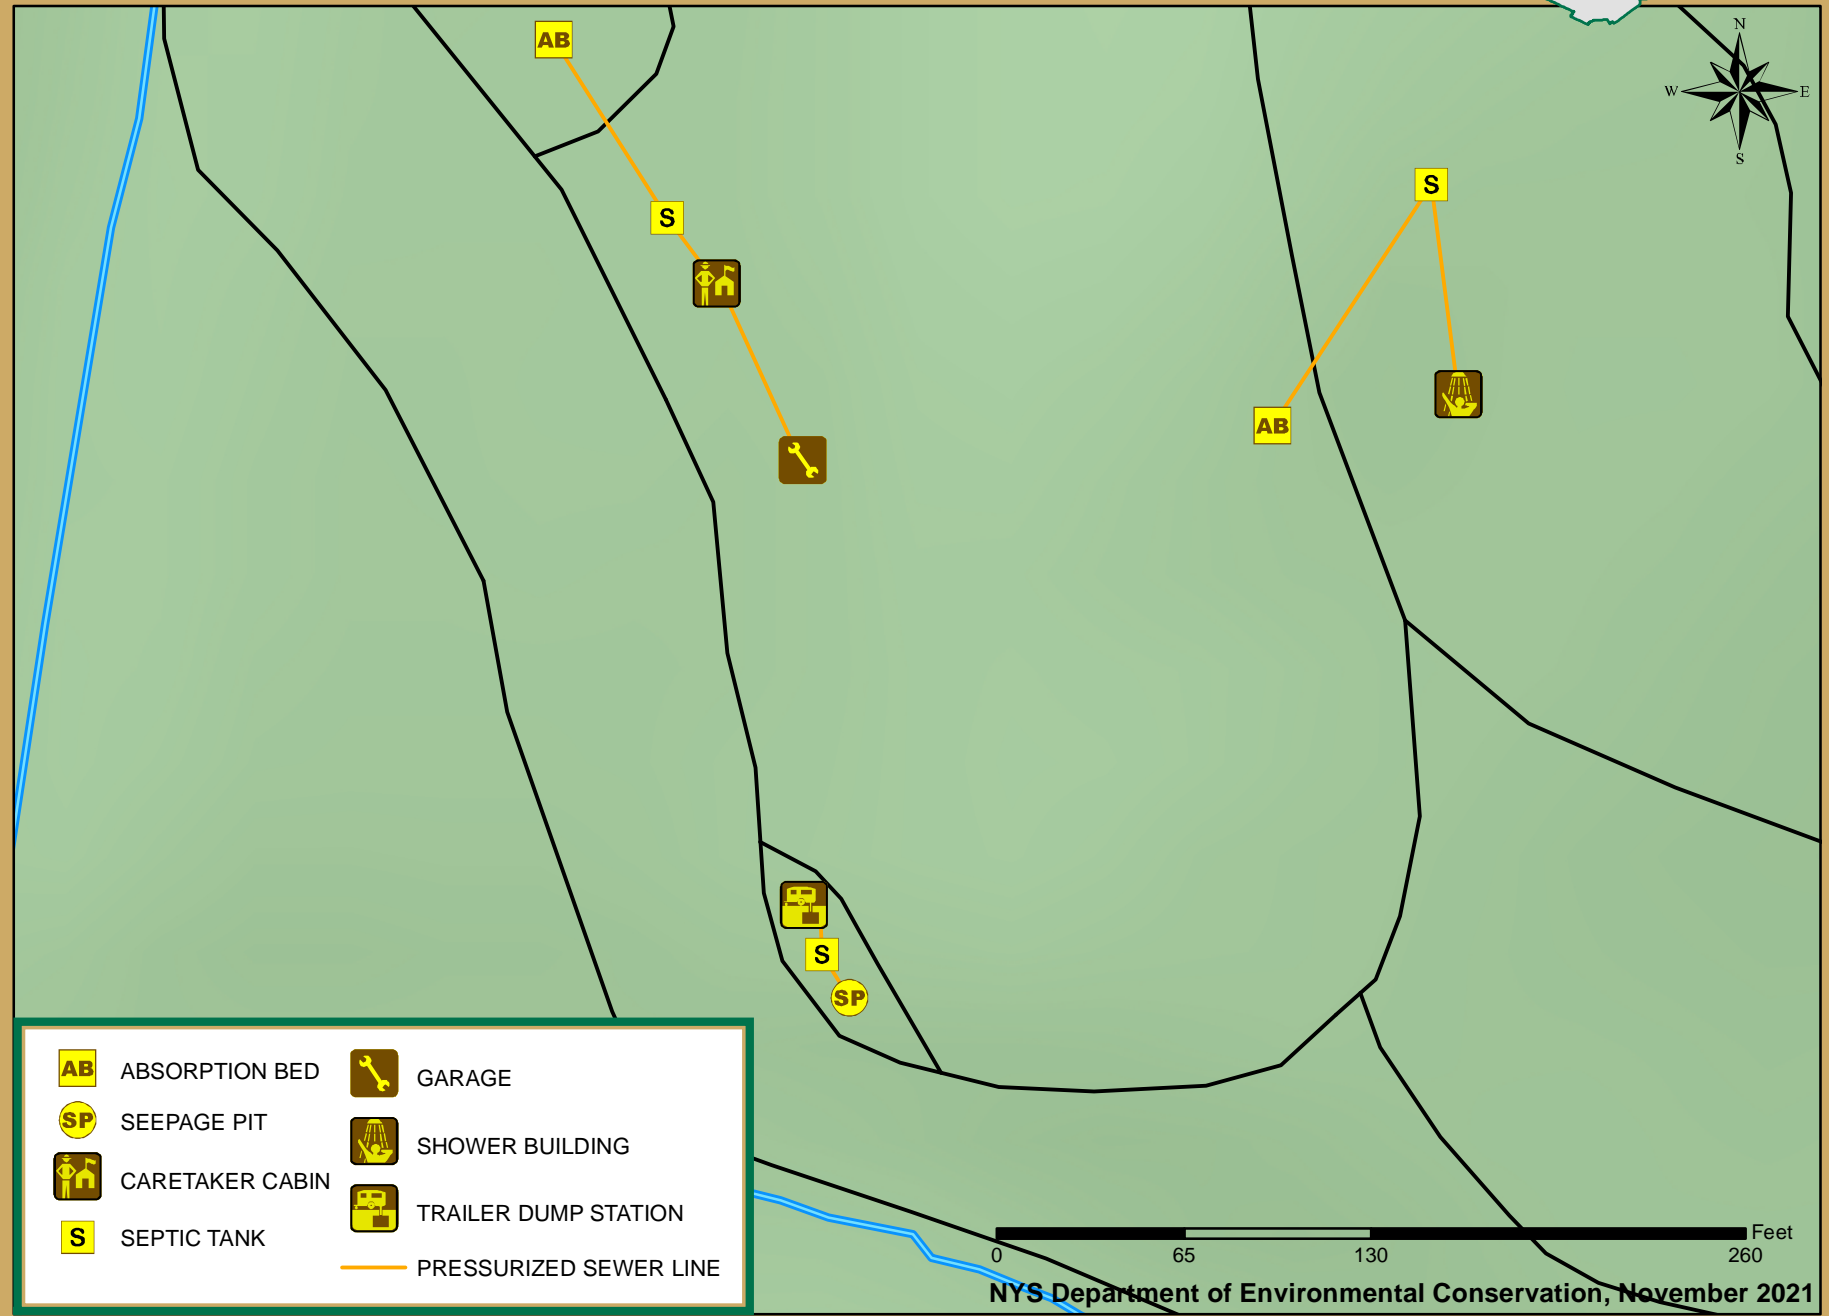 N
W E
S
AB
S
S
AB
S
SP
AB ABSORPTION BED
SP SEEPAGE PIT
CARETAKER CABIN
S SEPTIC TANK
GARAGE
SHOWER BUILDING
TRAILER DUMP STATION
PRESSURIZED SEWER LINE
Feet
0 65 130 260
NYS Department of Environmental Conservation, November 2021